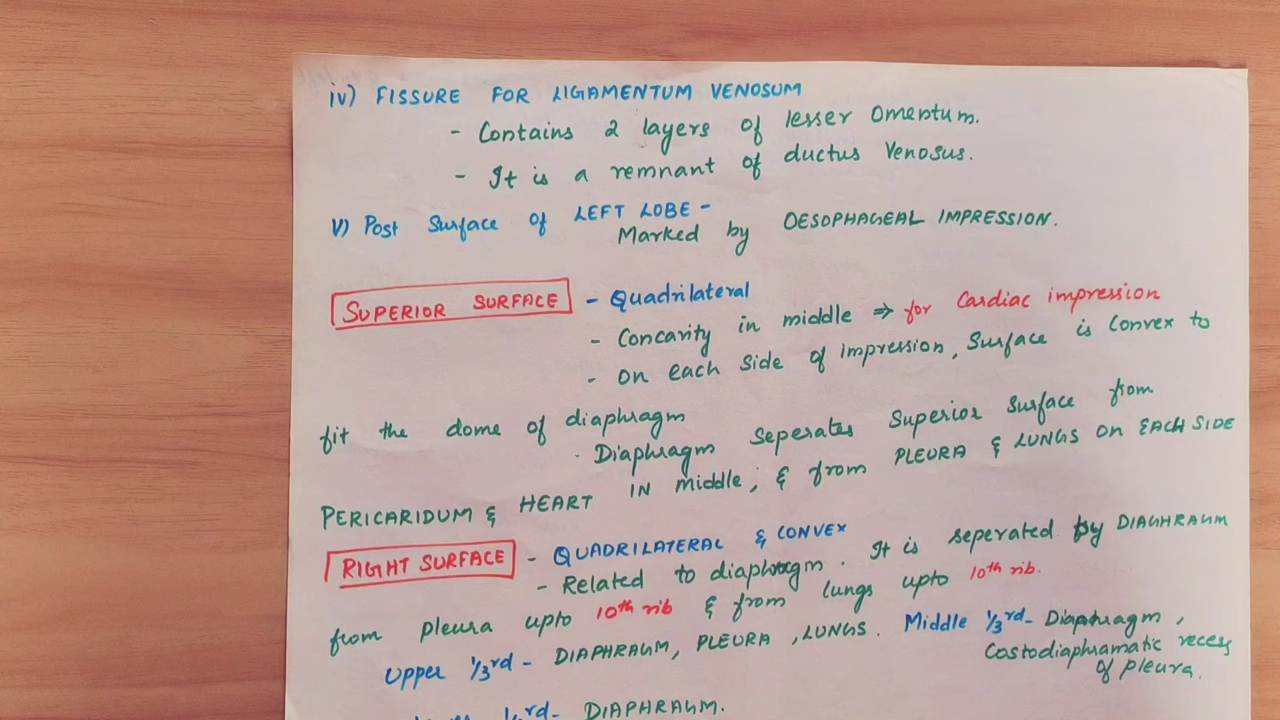 iv) FISSURE FOR LIGAMENTUM VENOSUM
- Contains 2 layers of lesser Omentum.
- It is a remnant of ductus Venosus.
V) Post Surface of LEFT LOBE -
Marked by OESOPHAGEAL IMPRESSION.
SUPERIOR SURFACE - Quadrilateral
- Concavity in middle ⇒ for Cardiac impression
- on each side of impression, Surface is Convex to
fit the dome of diaphragm
. Diaphragm seperates Superior Surface from
PERICARIDUM & HEART IN middle, & from PLEURA & LUNGS ON EACH SIDE
RIGHT SURFACE - QUADRILATERAL & CONVEX
- Related to diaphragm. It is seperated by DIAGHRAGM
from pleura upto 10th rib & from lungs upto 10th rib.
Upper 1/3rd - DIAPHRAGM, PLEURA, LUNGS. Middle 1/3rd - Diaphragm,
Costodiaphramatic recess
of pleura.
1/3rd - DIAPHRAGM.